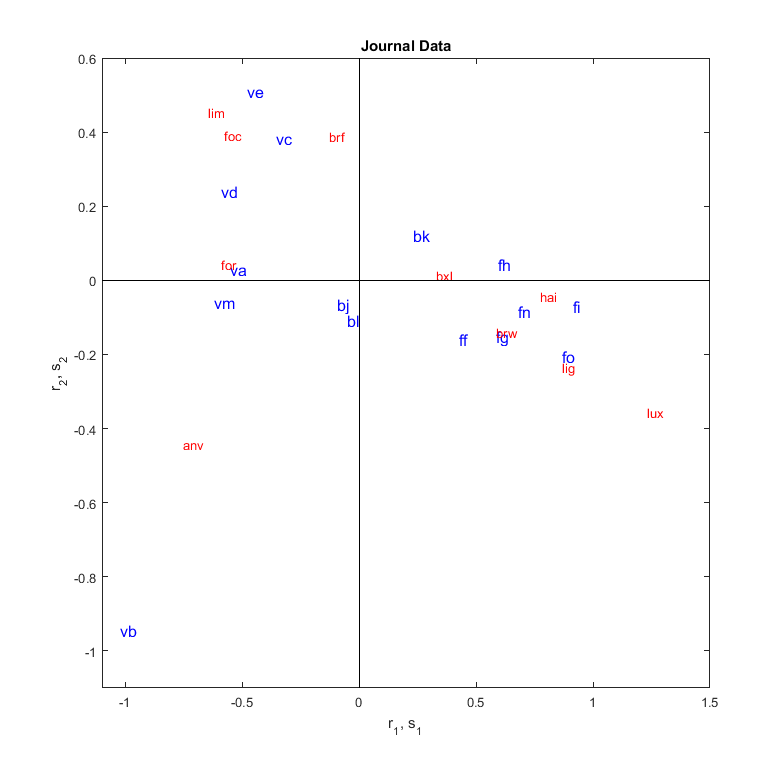 Journal Data
0.6
ve
lim
foc
vc
brf
0.4
vd
0.2
bk
for
va
fh
bxl
0
vm
bj
bl
hai
fi
fn
ff
fg
brw
fo
lig
-0.2
lux
-0.4
anv
-0.6
-0.8
vb
-1
r2, s2
-1
-0.5
0
0.5
1
1.5
r1, s1